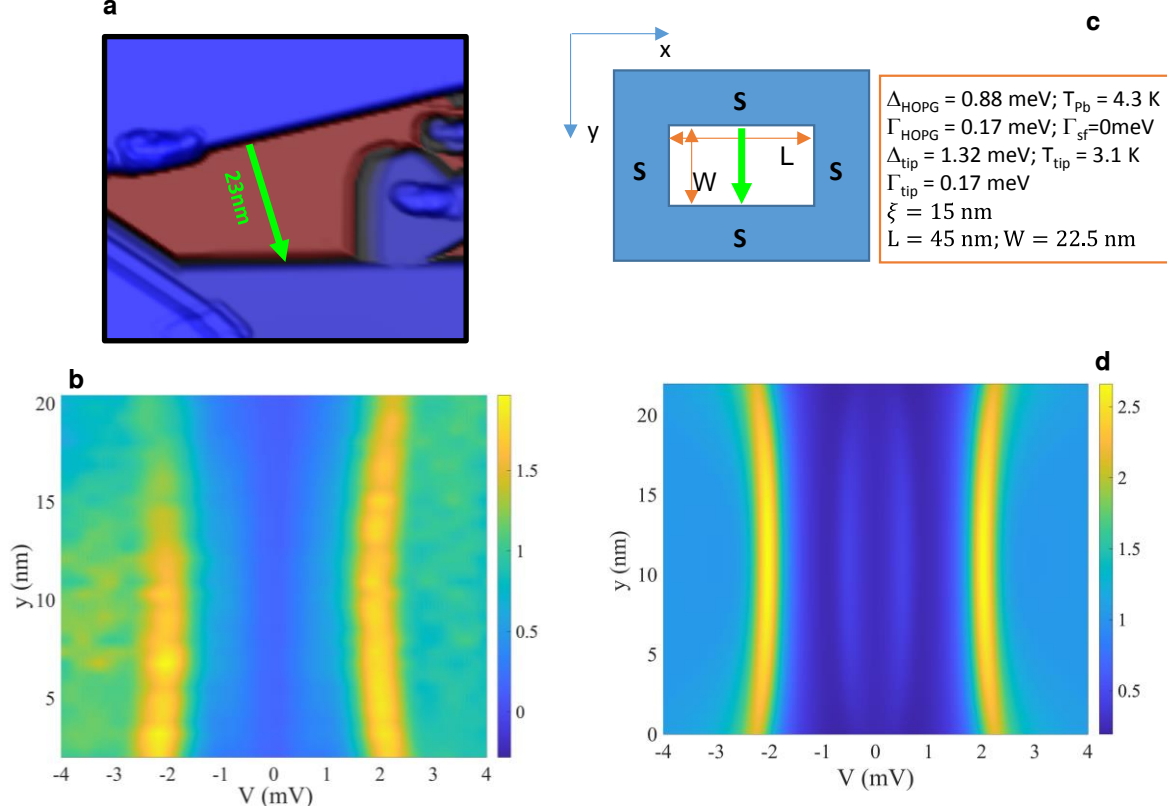 a
23nm
c
x
y
S
S
S
S
L
W
Δ_HOPG = 0.88 meV; T_Pb = 4.3 K
Γ_HOPG = 0.17 meV; Γ_sf=0meV
Δ_tip = 1.32 meV; T_tip = 3.1 K
Γ_tip = 0.17 meV
ξ = 15 nm
L = 45 nm; W = 22.5 nm
b
20
15
10
5
y (nm)
-4 -3 -2 -1 0 1 2 3 4
V (mV)
1.5
1
0.5
0
d
20
15
10
5
0
y (nm)
-4 -3 -2 -1 0 1 2 3 4
V (mV)
2.5
2
1.5
1
0.5